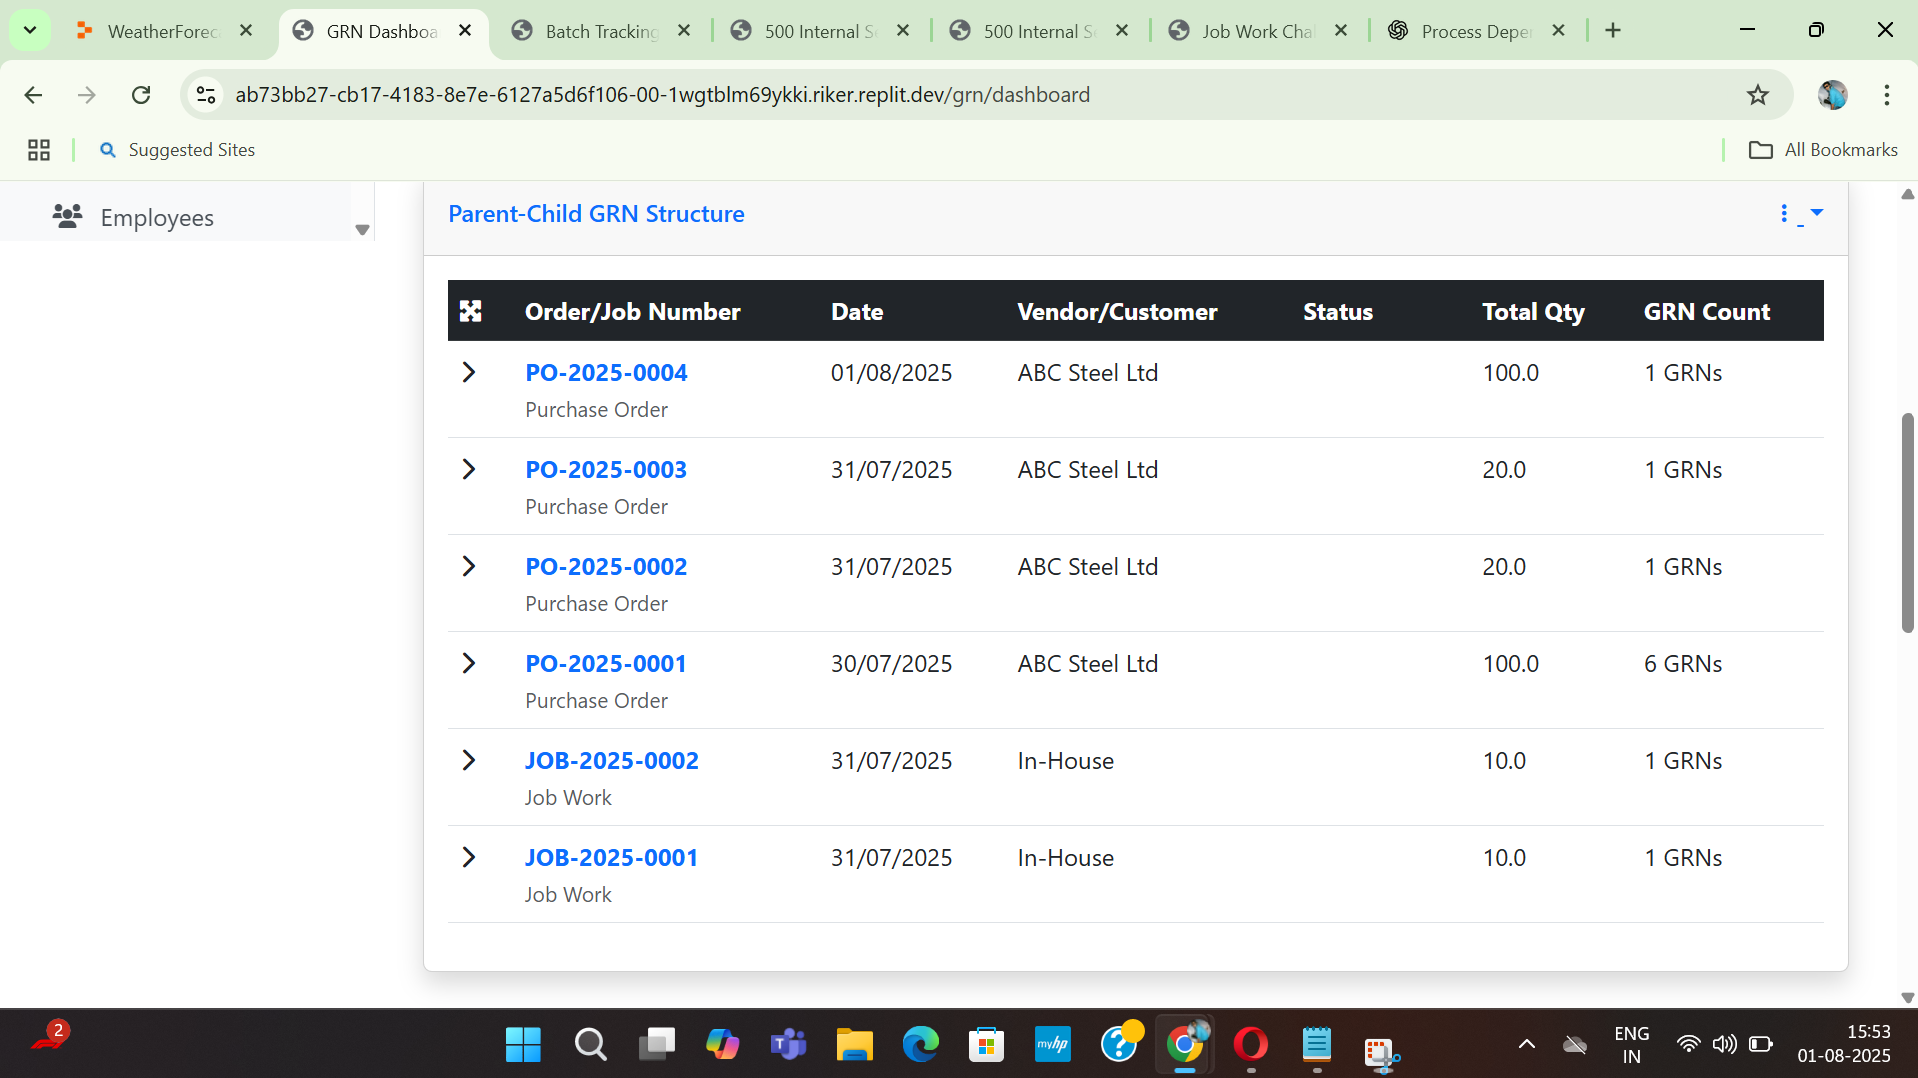 WeatherForec
GRN Dashboa
Batch Tracking
500 Internal Se
500 Internal Se
Job Work Chal
Process Deper
ab73bb27-cb17-4183-8e7e-6127a5d6f106-00-1wgtblm69ykki.riker.replit.dev/grn/dashboard
Suggested Sites
All Bookmarks
Employees
Parent-Child GRN Structure
Order/Job Number Date Vendor/Customer Status Total Qty GRN Count
PO-2025-0004 01/08/2025 ABC Steel Ltd 100.0 1 GRNs
Purchase Order
PO-2025-0003 31/07/2025 ABC Steel Ltd 20.0 1 GRNs
Purchase Order
PO-2025-0002 31/07/2025 ABC Steel Ltd 20.0 1 GRNs
Purchase Order
PO-2025-0001 30/07/2025 ABC Steel Ltd 100.0 6 GRNs
Purchase Order
JOB-2025-0002 31/07/2025 In-House 10.0 1 GRNs
Job Work
JOB-2025-0001 31/07/2025 In-House 10.0 1 GRNs
Job Work
2
myhp
ENG
IN
15:53
01-08-2025